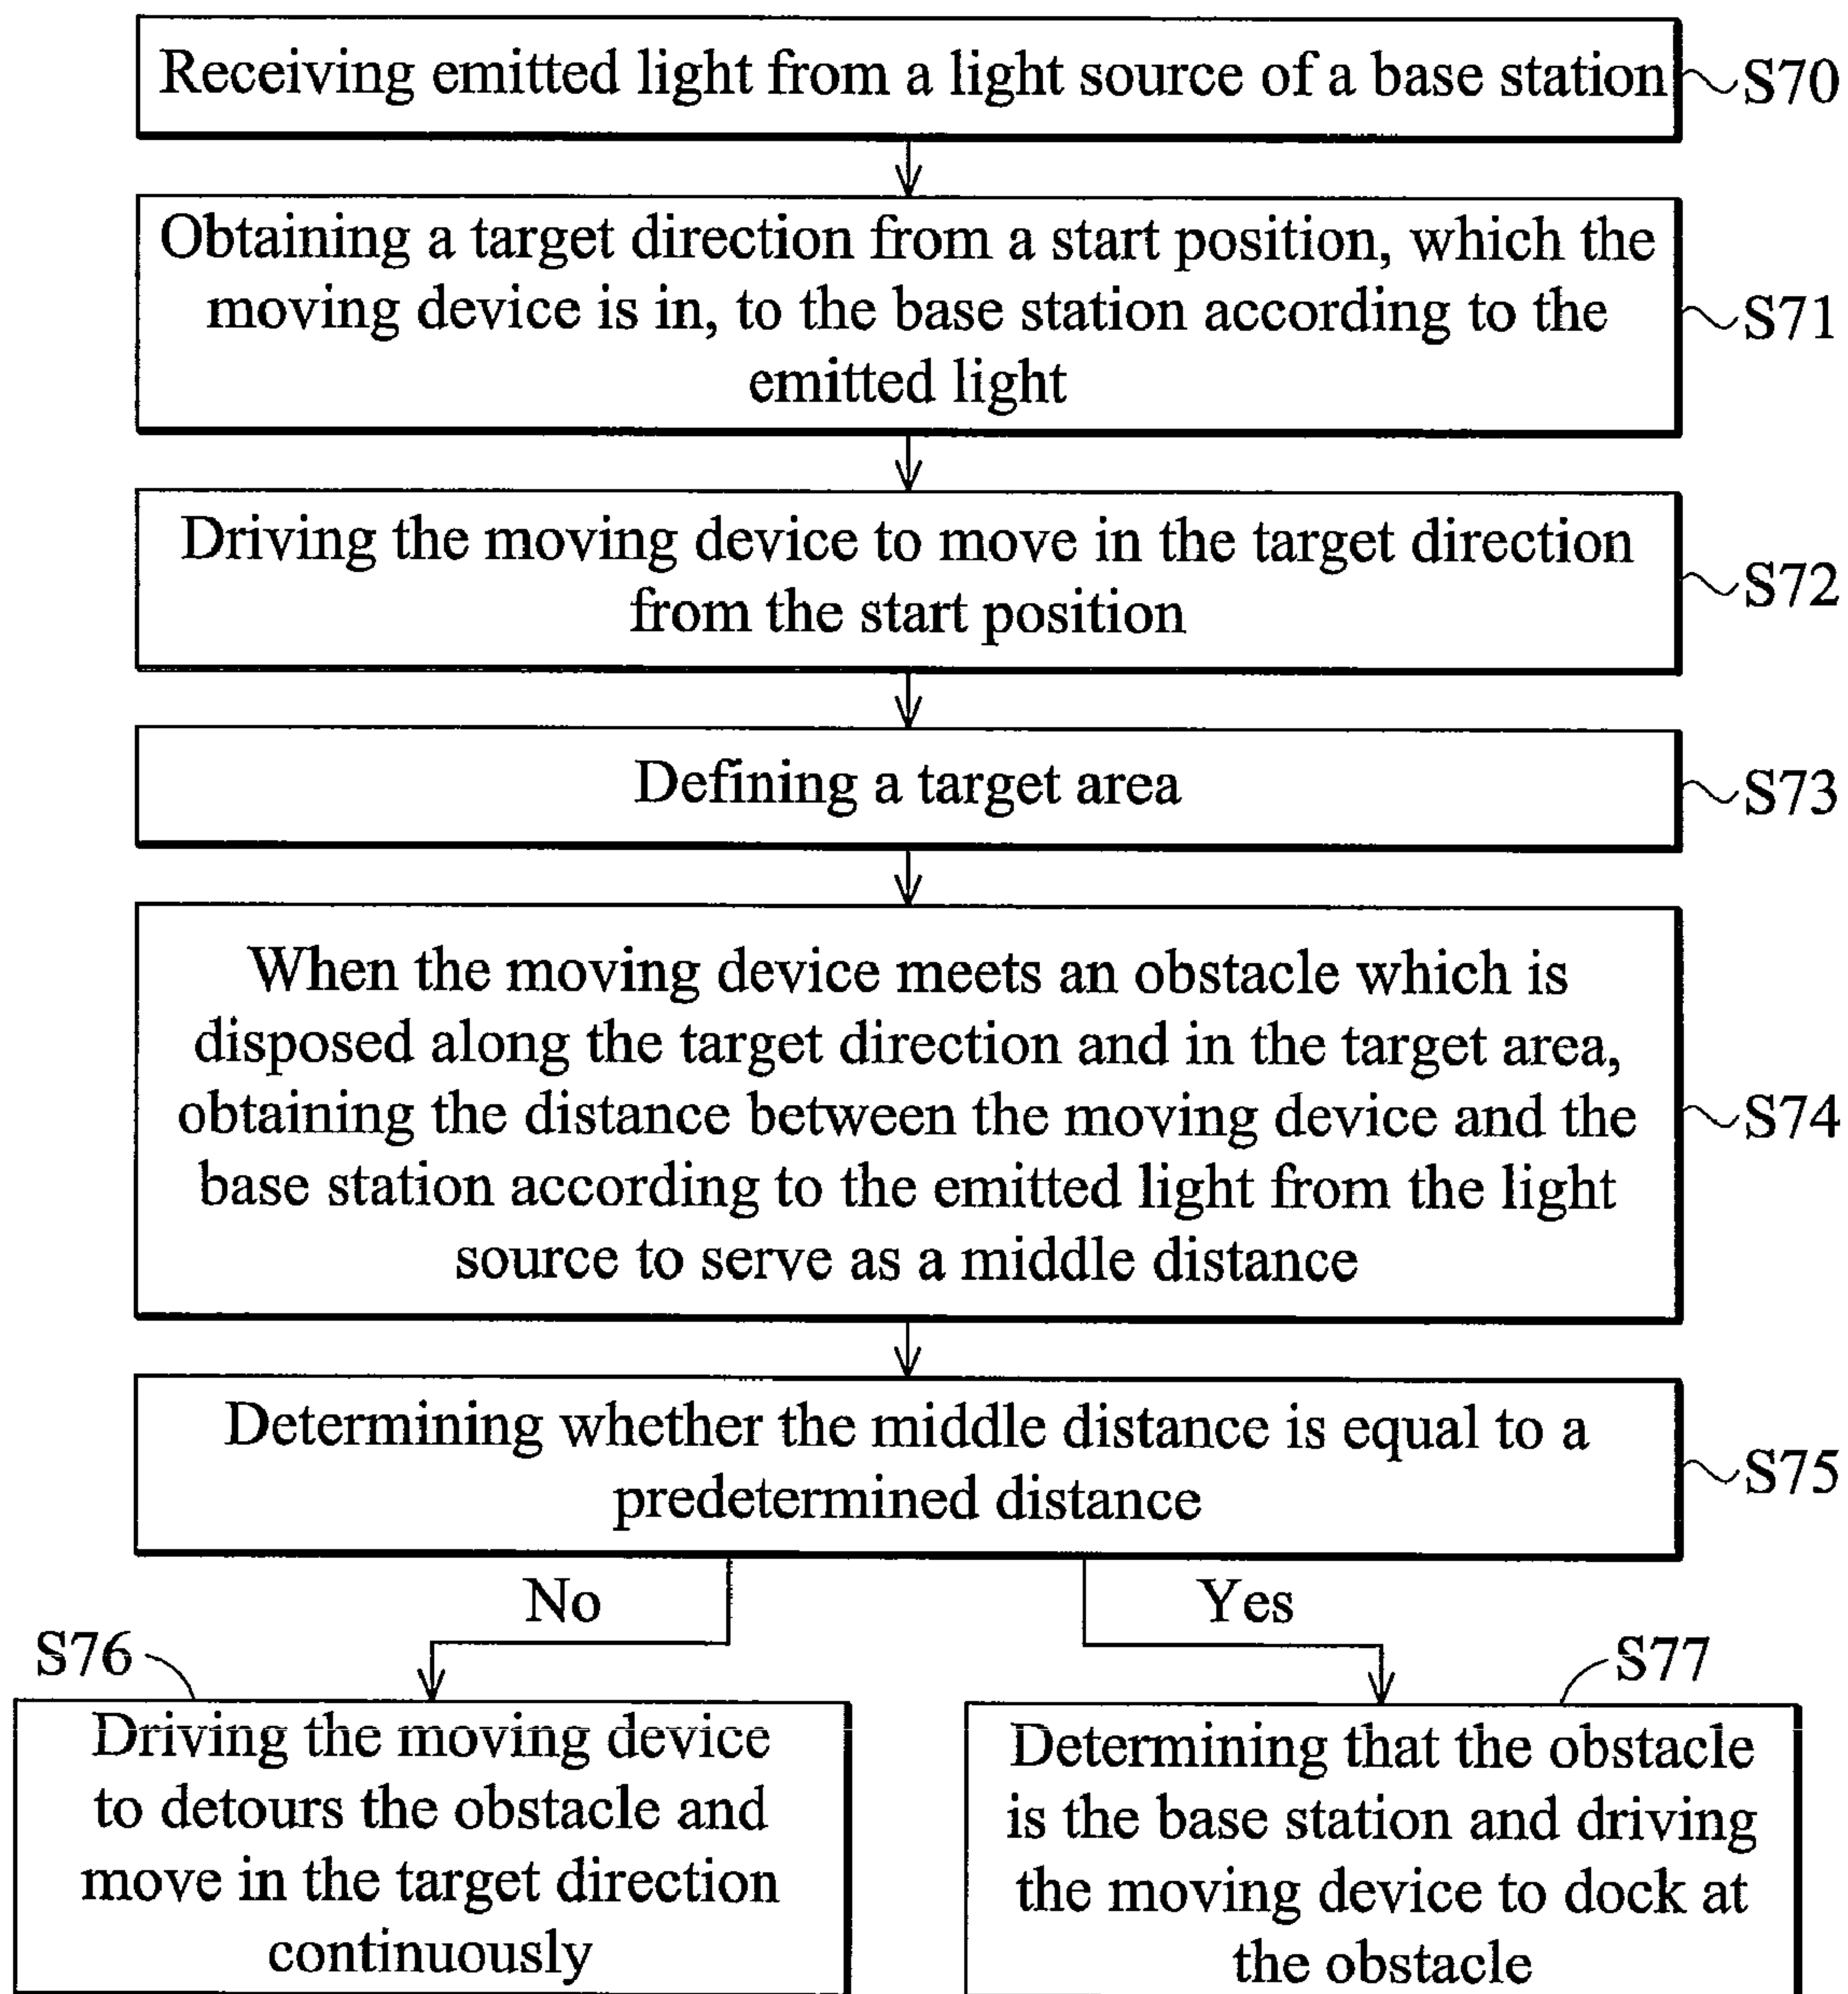 Receiving emitted light from a light source of a base station
S70
Obtaining a target direction from a start position, which the
moving device is in, to the base station according to the
emitted light
S71
Driving the moving device to move in the target direction
from the start position
S72
Defining a target area
S73
When the moving device meets an obstacle which is
disposed along the target direction and in the target area,
obtaining the distance between the moving device and the
base station according to the emitted light from the light
source to serve as a middle distance
S74
Determining whether the middle distance is equal to a
predetermined distance
S75
No
Yes
S76
Driving the moving device
to detours the obstacle and
move in the target direction
continuously
S77
Determining that the obstacle
is the base station and driving
the moving device to dock at
the obstacle